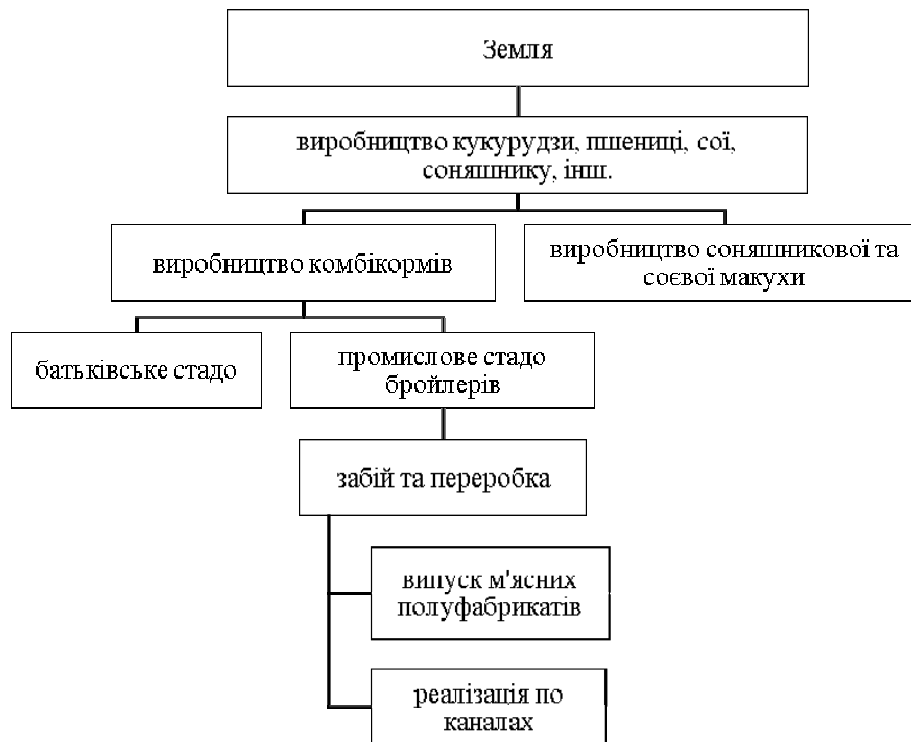 Земля
виробництво кукурудзи, пшениці, сої,
соняшнику, інш.
виробництво комбікормів
виробництво соняшникової та
соєвої макухи
батьківське стадо
промислове стадо
бройлерів
забій та переробка
випуск м'ясних
полуфабрикатів
реалізація по
каналах